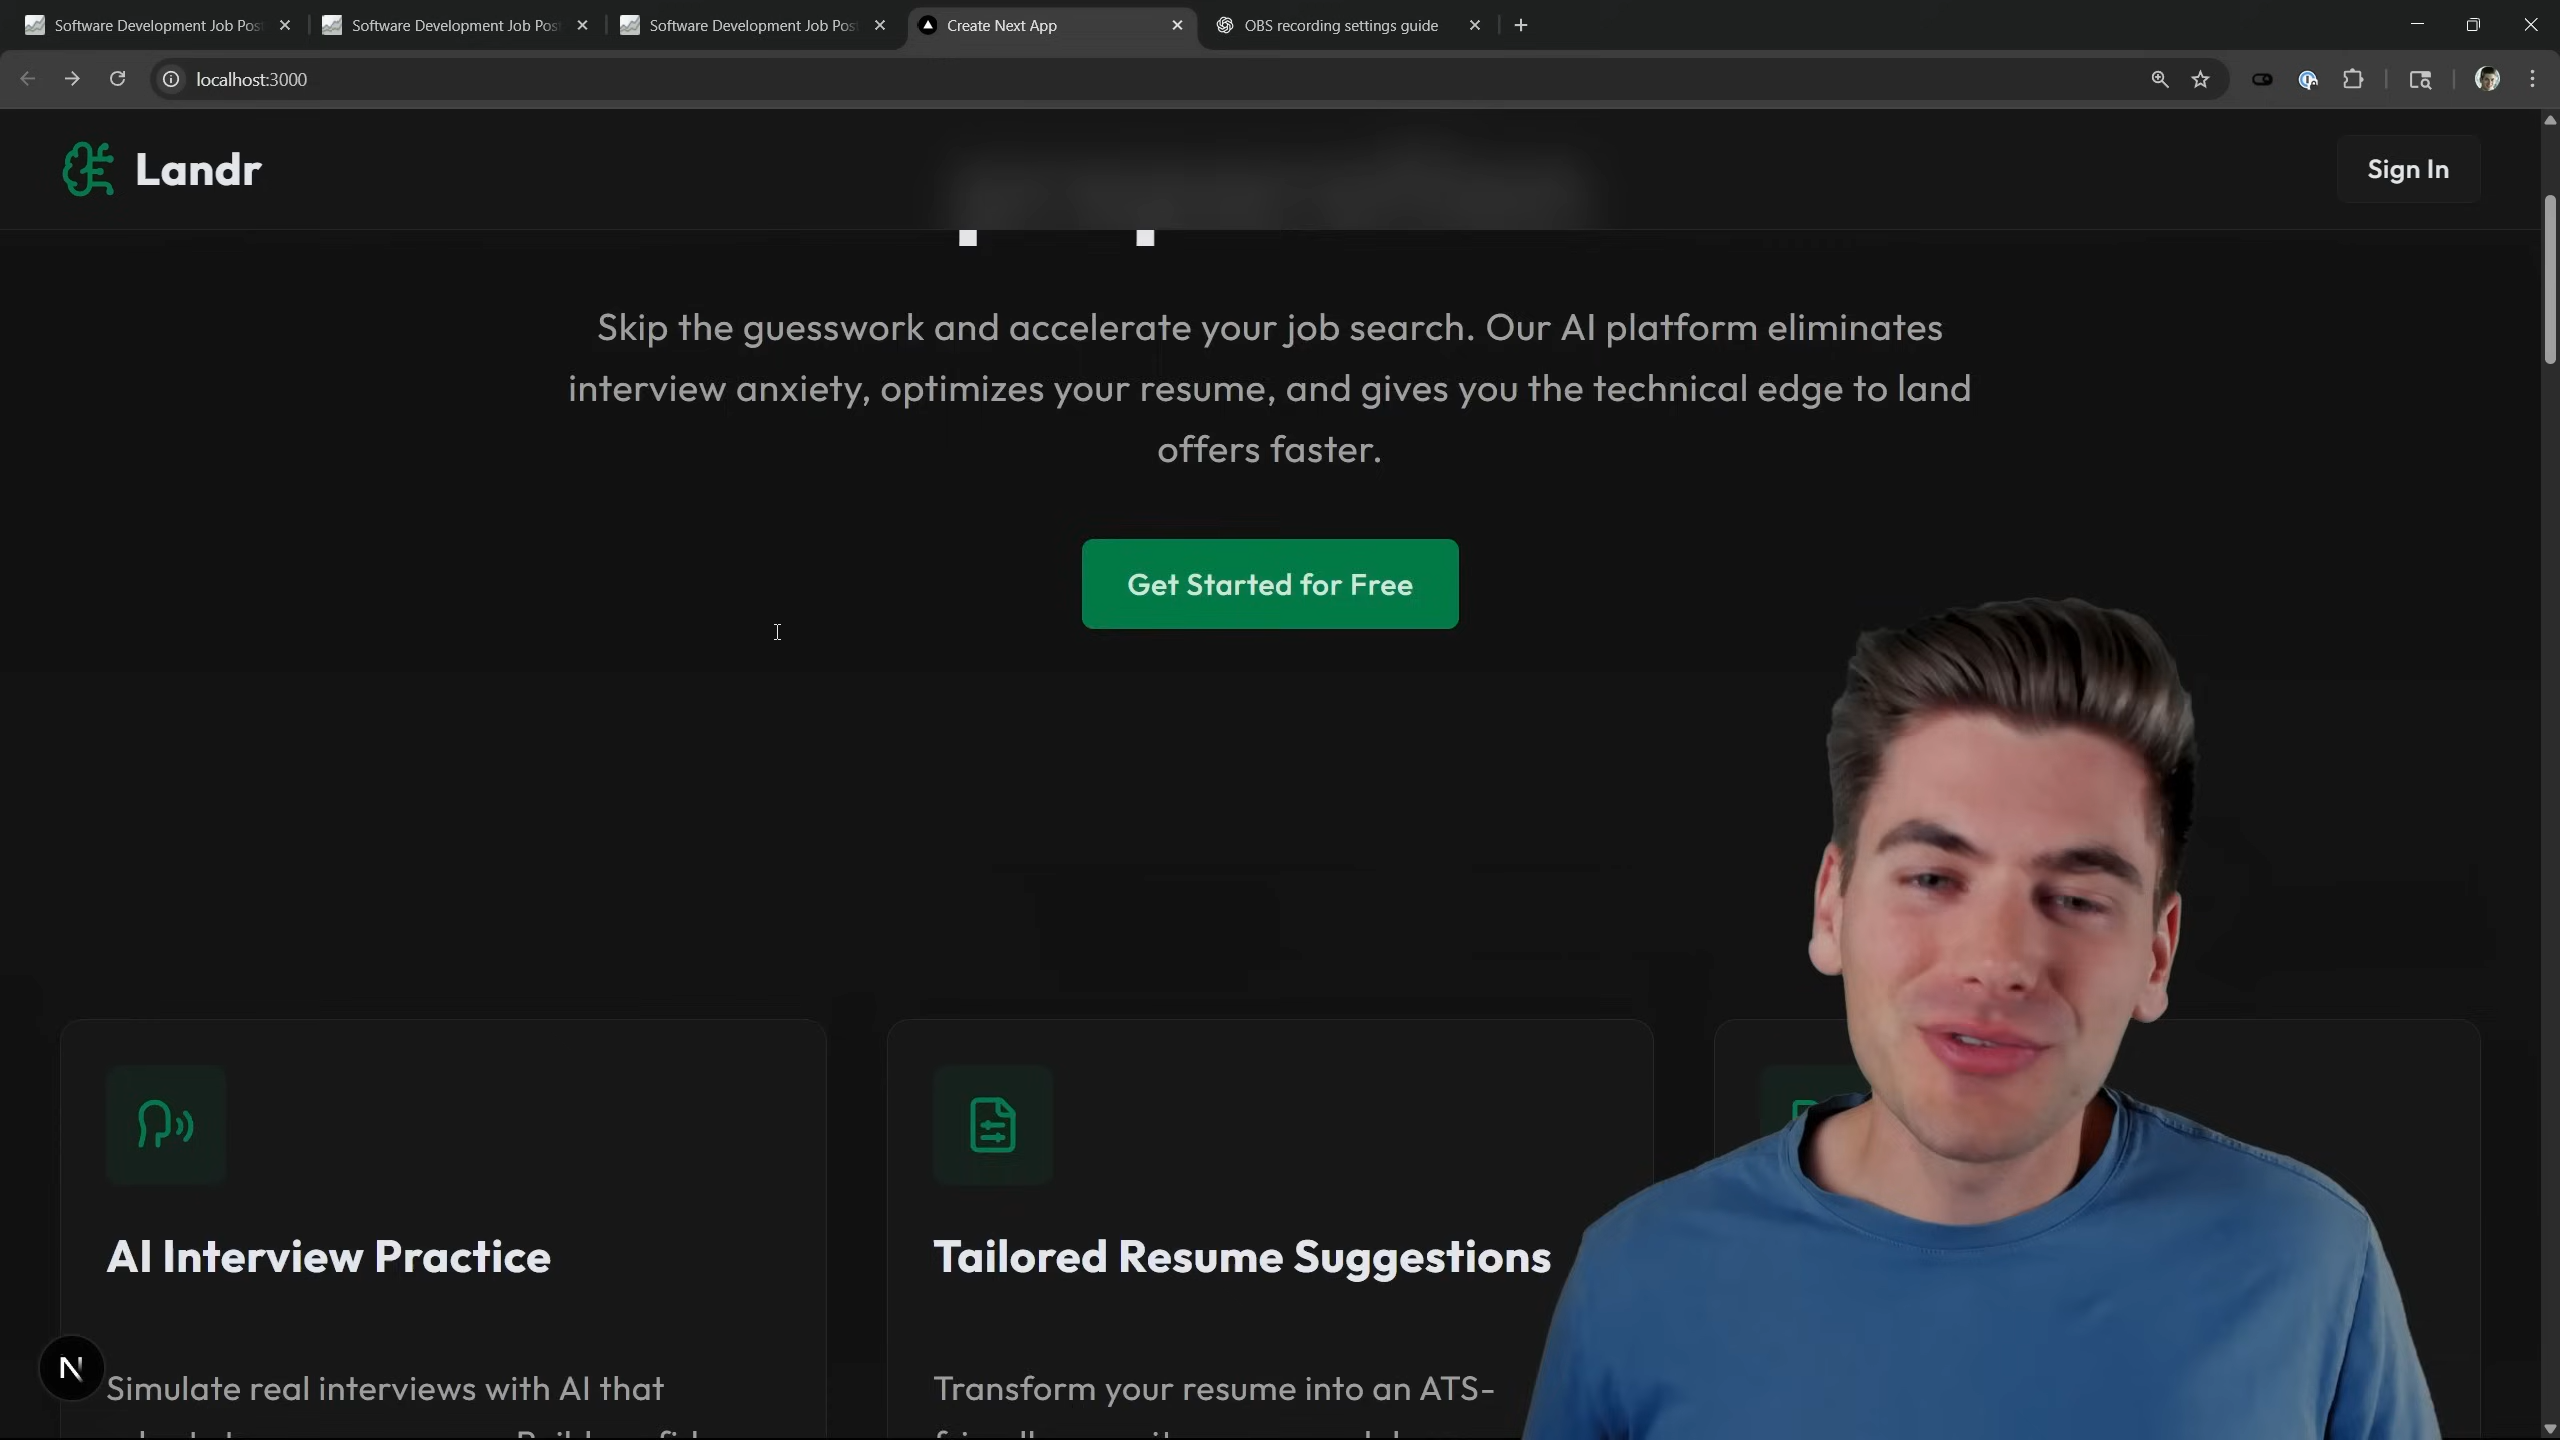 Software Development Job Pos
Software Development Job Pos
Software Development Job Pos
Create Next App
OBS recording settings guide
localhost:3000
Landr
Sign In
Skip the guesswork and accelerate your job search. Our AI platform eliminates
interview anxiety, optimizes your resume, and gives you the technical edge to land
offers faster.
Get Started for Free
AI Interview Practice
Tailored Resume Suggestions
N
Simulate real interviews with AI that
Transform your resume into an ATS-